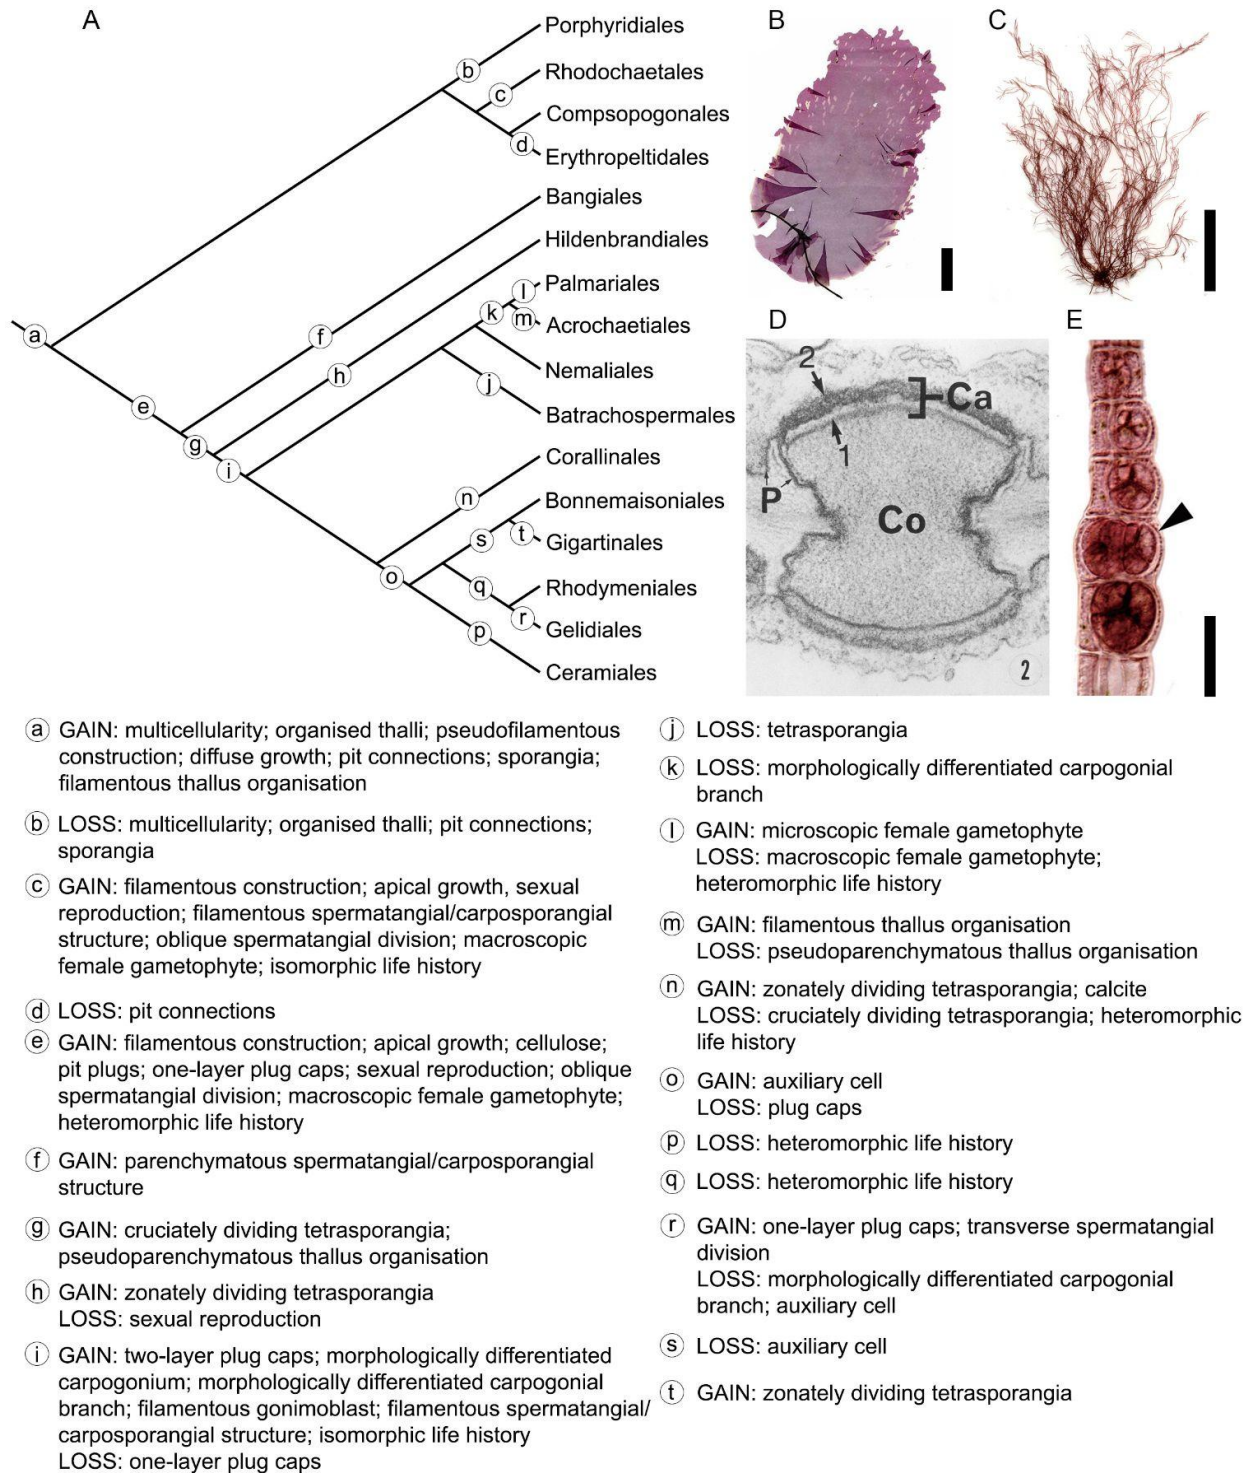 A
B
C
Porphyridiales
Rhodochaetales
Compsopogonales
Erythropeltidales
Bangiales
Hildenbrandiales
Palmariales
Acrochaetiales
Nemaliales
Batrachospermales
Corallinales
Bonnemaisoniales
Gigartinales
Rhodymeniales
Gelidiales
Ceramiales
a
b
c
d
e
f
g
h
i
j
k
l
m
n
o
p
q
r
s
t
D
E
2
Ca
1
P
Co
2
a GAIN: multicellularity; organised thalli; pseudofilamentous
construction; diffuse growth; pit connections; sporangia;
filamentous thallus organisation
b LOSS: multicellularity; organised thalli; pit connections;
sporangia
c GAIN: filamentous construction; apical growth, sexual
reproduction; filamentous spermatangial/carposporangial
structure; oblique spermatangial division; macroscopic
female gametophyte; isomorphic life history
d LOSS: pit connections
e GAIN: filamentous construction; apical growth; cellulose;
pit plugs; one-layer plug caps; sexual reproduction; oblique
spermatangial division; macroscopic female gametophyte;
heteromorphic life history
f GAIN: parenchymatous spermatangial/carposporangial
structure
g GAIN: cruciately dividing tetrasporangia;
pseudoparenchymatous thallus organisation
h GAIN: zonately dividing tetrasporangia
LOSS: sexual reproduction
i GAIN: two-layer plug caps; morphologically differentiated
carpogonium; morphologically differentiated carpogonial
branch; filamentous gonimoblast; filamentous spermatangial/
carposporangial structure; isomorphic life history
LOSS: one-layer plug caps
j LOSS: tetrasporangia
k LOSS: morphologically differentiated carpogonial
branch
l GAIN: microscopic female gametophyte
LOSS: macroscopic female gametophyte;
heteromorphic life history
m GAIN: filamentous thallus organisation
LOSS: pseudoparenchymatous thallus organisation
n GAIN: zonately dividing tetrasporangia; calcite
LOSS: cruciately dividing tetrasporangia; heteromorphic
life history
o GAIN: auxiliary cell
LOSS: plug caps
p LOSS: heteromorphic life history
q LOSS: heteromorphic life history
r GAIN: one-layer plug caps; transverse spermatangial
division
LOSS: morphologically differentiated carpogonial
branch; auxiliary cell
s LOSS: auxiliary cell
t GAIN: zonately dividing tetrasporangia